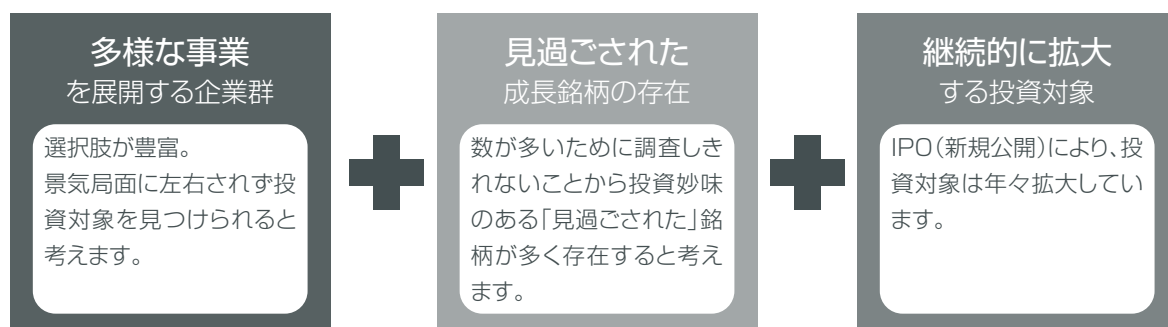 多様な事業
を展開する企業群
選択肢が豊富。
景気局面に左右されず投
資対象を見つけられると
考えます。
見過ごされた
成長銘柄の存在
数が多いために調査しき
れないことから投資妙味
のある「見過ごされた」銘
柄が多く存在すると考え
ます。
継続的に拡大
する投資対象
IPO(新規公開)により、投
資対象は年々拡大してい
ます。